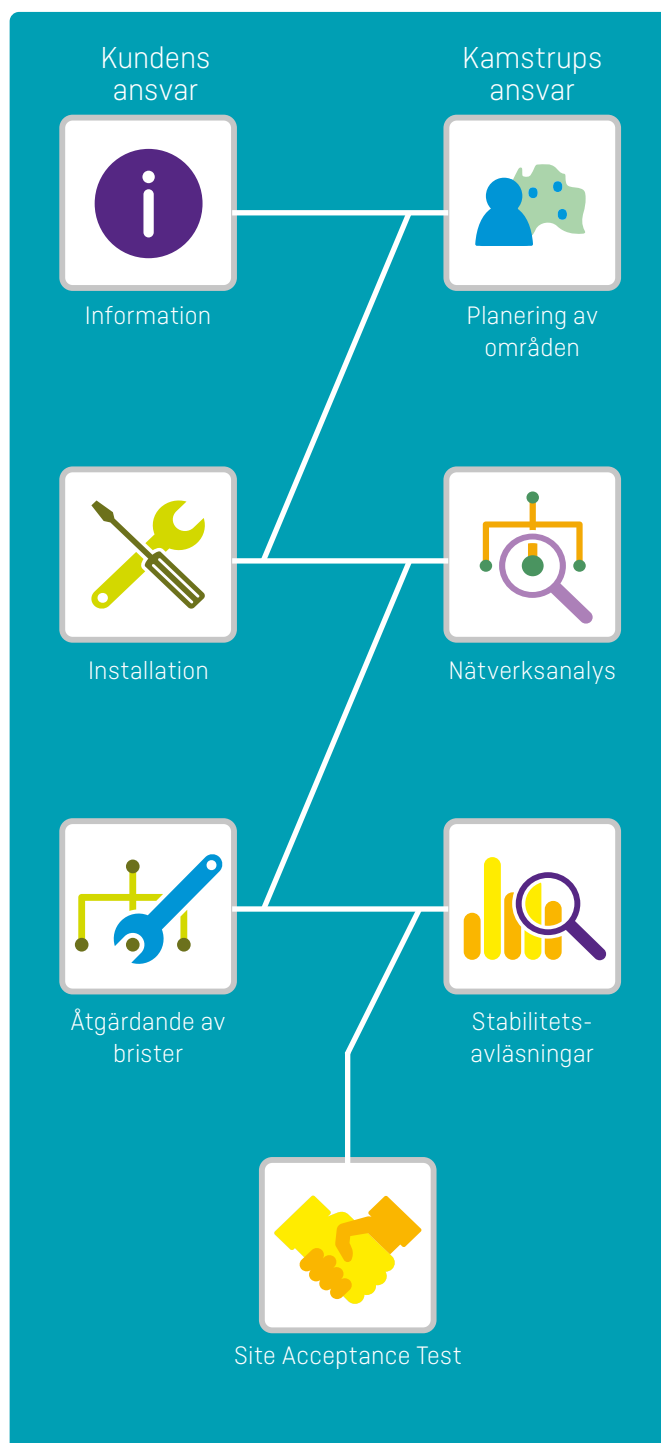 Kundens
ansvar
Kamstrups
ansvar
Information
Planering av
områden
Installation
Nätverksanalys
Åtgärdande av
brister
Stabilitets-
avläsningar
Site Acceptance Test